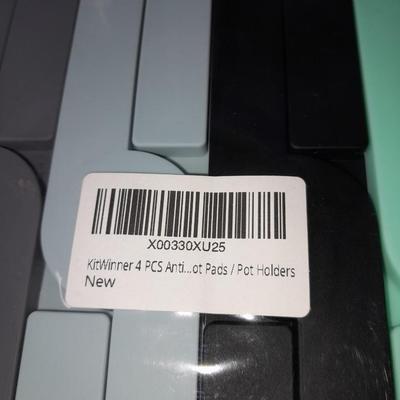 X00330XU25
KitWinner 4 PCS Anti...ot Pads / Pot Holders
New